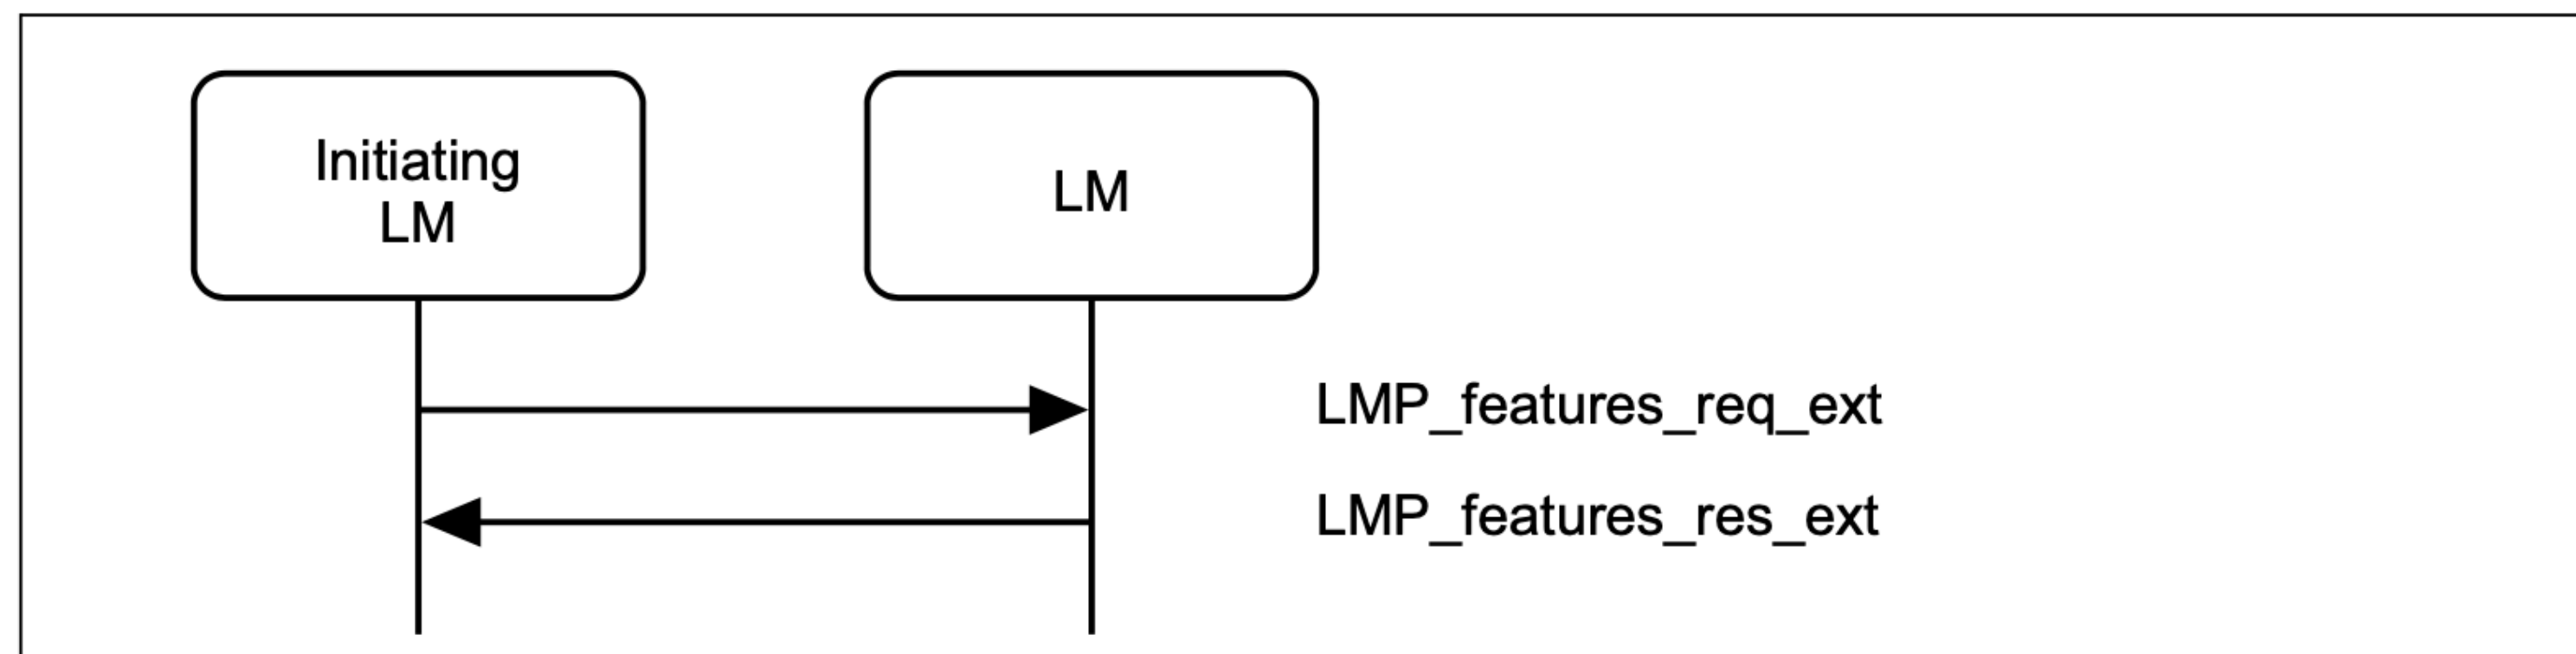 Initiating
LM
LM
LMP_features_req_ext
LMP_features_res_ext